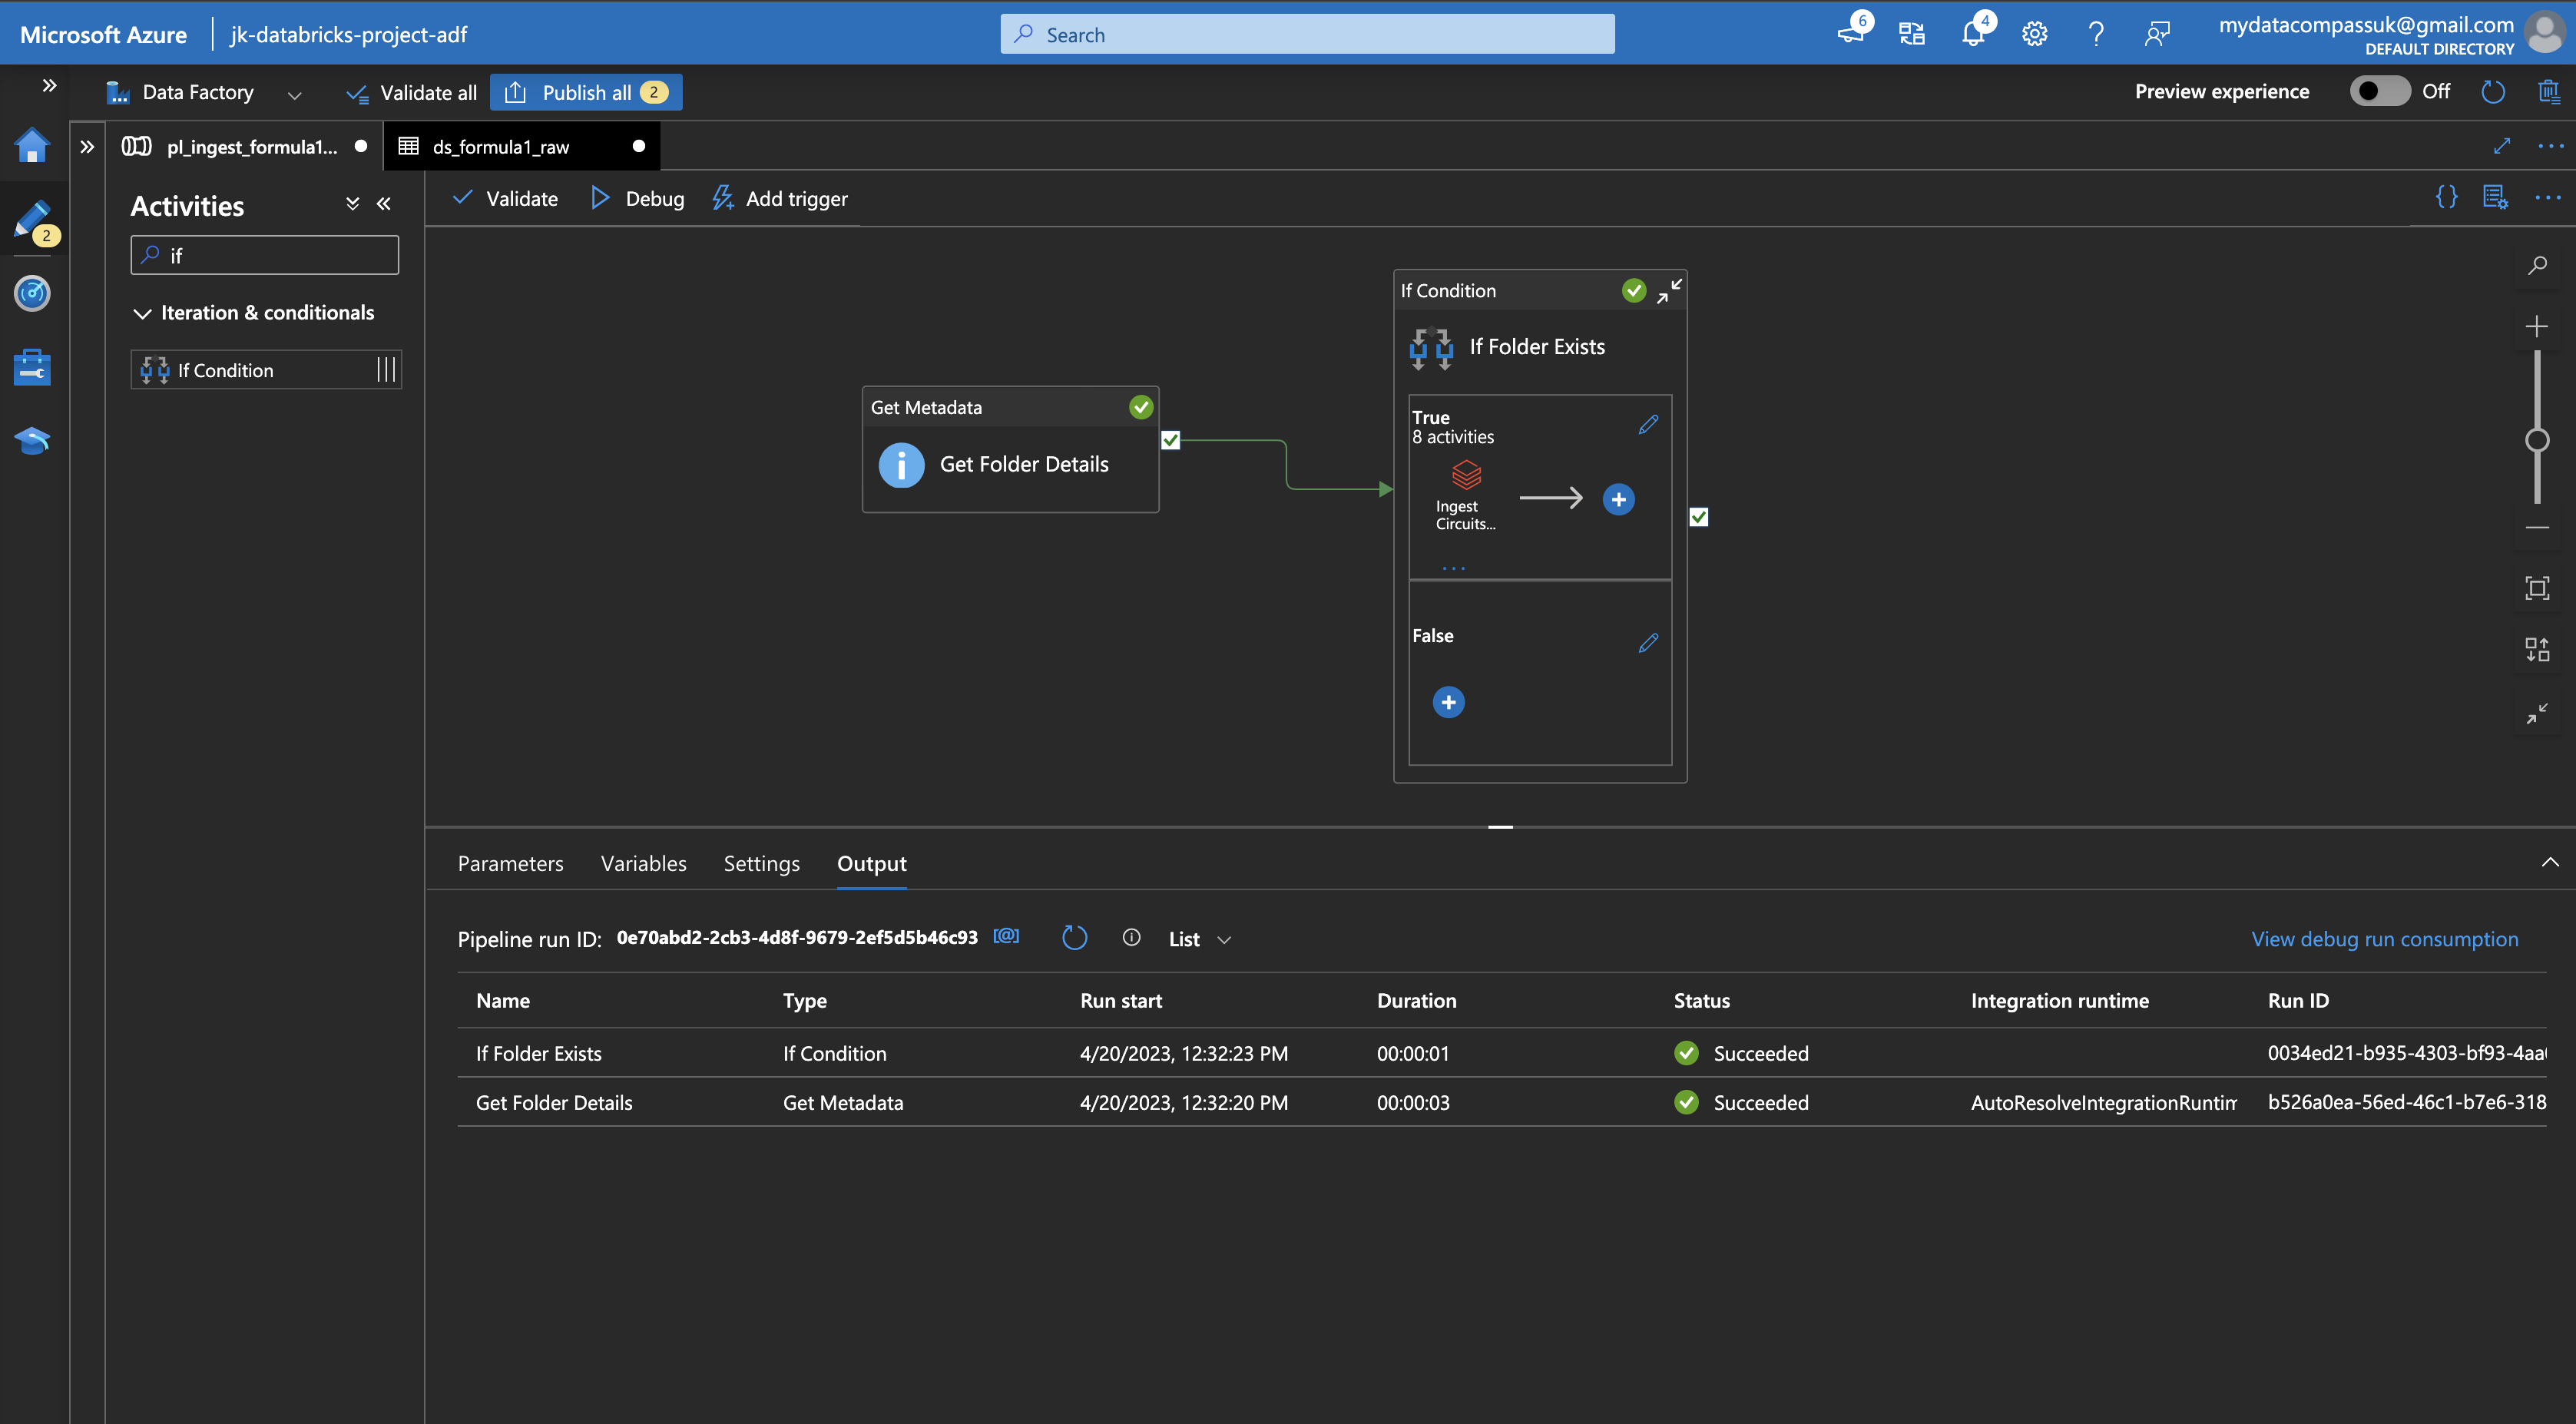 Microsoft Azure jk-databricks-project-adf Search 6 4 mydatacompassuk@gmail.com
DEFAULT DIRECTORY
Data Factory Validate all Publish all 2 Preview experience Off
pl_ingest_formula1... ds_formula1_raw
Activities Validate Debug Add trigger
2
if
Iteration & conditionals
If Condition
If Condition
If Folder Exists
Get Metadata
Get Folder Details
True
8 activities
Ingest
Circuits...
...
False
Parameters Variables Settings Output
Pipeline run ID: 0e70abd2-2cb3-4d8f-9679-2ef5d5b46c93 [@] List View debug run consumption
Name Type Run start Duration Status Integration runtime Run ID
If Folder Exists If Condition 4/20/2023, 12:32:23 PM 00:00:01 Succeeded 0034ed21-b935-4303-bf93-4aa
Get Folder Details Get Metadata 4/20/2023, 12:32:20 PM 00:00:03 Succeeded AutoResolveIntegrationRuntim b526a0ea-56ed-46c1-b7e6-318